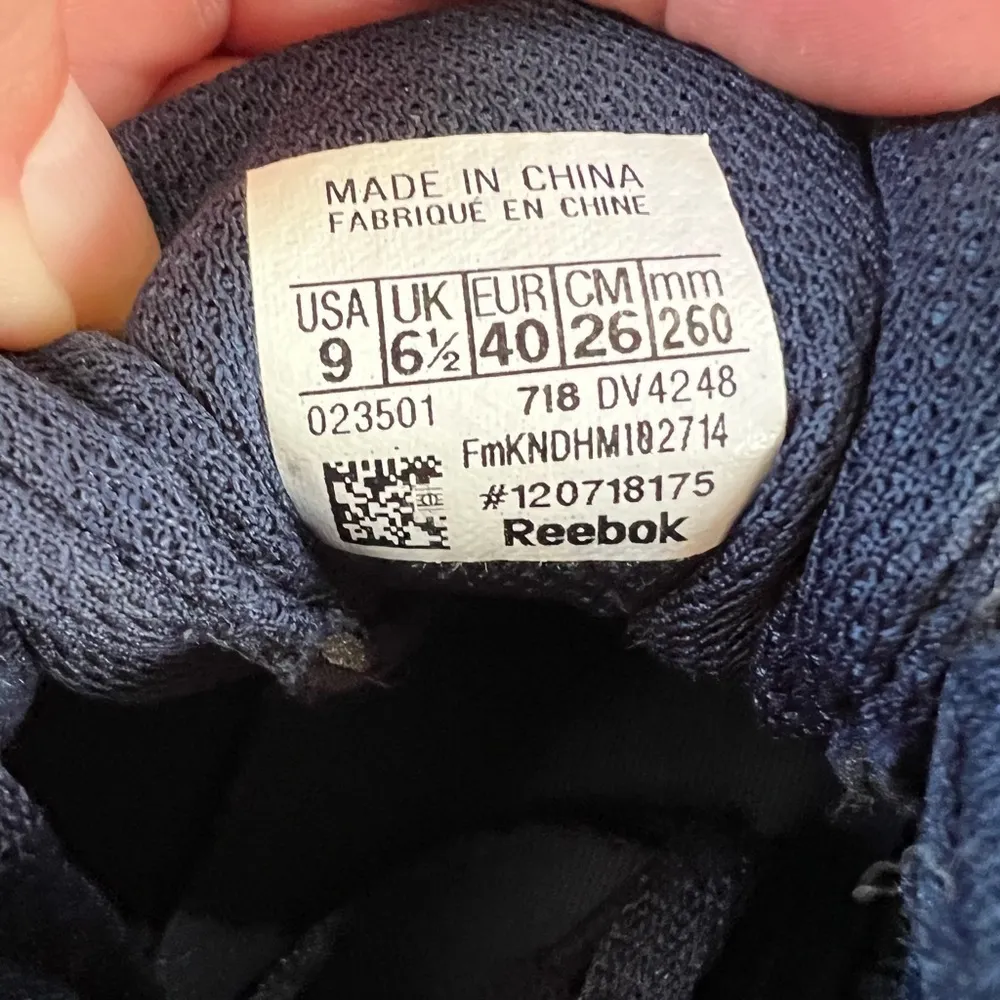 MADE IN CHINA
FABRIQUÉ EN CHINE
USA UK EUR CM mm
9 6½ 40 26 260
023501 718 DV4248
FmKNDHM182714
#120718175
Reebok